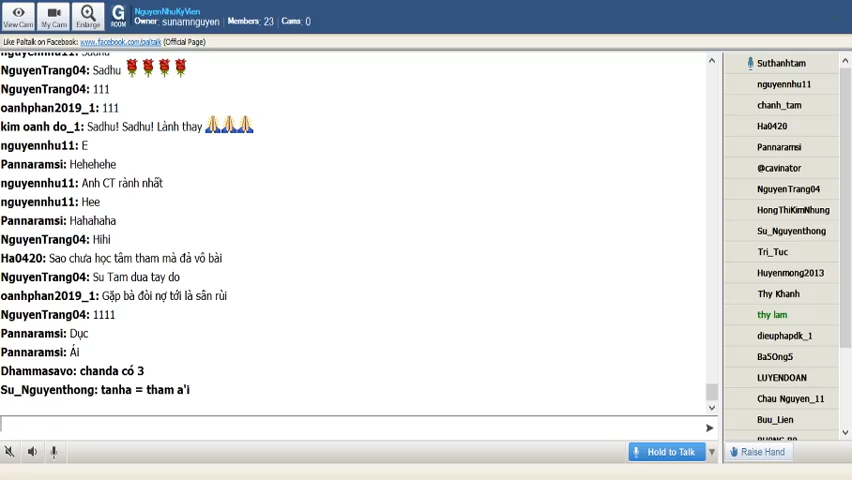 NguyenNhuKyVien
Owner: sunamnguyen Members: 23 Cams: 0
View Cam My Cam Enlarge G ROOM
Like Paltalk on Facebook: www.facebook.com/paltalk (Official Page)
nguyennhu11: Sadhu
NguyenTrang04: Sadhu
NguyenTrang04: 111
oanhphan2019_1: 111
kim oanh do_1: Sadhu! Sadhu! Lành thay
nguyennhu11: E
Pannaramsi: Hehehehe
nguyennhu11: Anh CT rành nhất
nguyennhu11: Hee
Pannaramsi: Hahahaha
NguyenTrang04: Hihi
Ha0420: Sao chưa học tâm tham mà đả vô bài
NguyenTrang04: Su Tam dua tay do
oanhphan2019_1: Gặp bà đòi nợ tới là sân rùi
NguyenTrang04: 1111
Pannaramsi: Dục
Pannaramsi: Ái
Dhammasavo: chanda có 3
Su_Nguyenthong: tanha = tham a'i
Suthanhtam
nguyennhu11
chanh_tam
Ha0420
Pannaramsi
@cavinator
NguyenTrang04
HongThiKimNhung
Su_Nguyenthong
Tri_Tuc
Huyenmong2013
Thy Khanh
thy lam
dieuphapdk_1
Ba5Ong5
LUYENDOAN
Chau Nguyen_11
Buu_Lien
Hold to Talk
Raise Hand